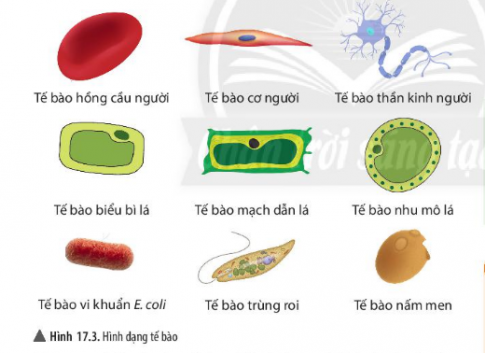 Tế bào hồng cầu người
Tế bào cơ người
Tế bào thần kinh người
Tế bào biểu bì lá
Tế bào mạch dẫn lá
Tế bào nhu mô lá
Tế bào vi khuẩn E. coli
Tế bào trùng roi
Tế bào nấm men
▲ Hình 17.3. Hình dạng tế bào